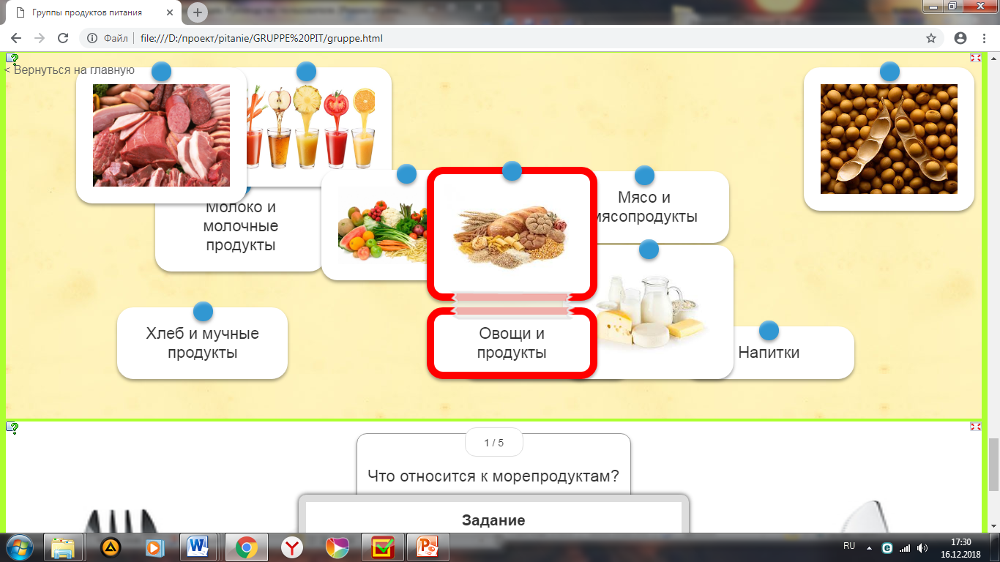 Группы продуктов питания
Файл
file:///D:/проект/pitanie/GRUPPE%20PIT/gruppe.html
< Вернуться на главную
Молоко и
молочные
продукты
Мясо и
мясопродукты
Хлеб и мучные
продукты
Овощи и
продукты
Напитки
1 / 5
Что относится к морепродуктам?
Задание
RU
17:30
16.12.2018